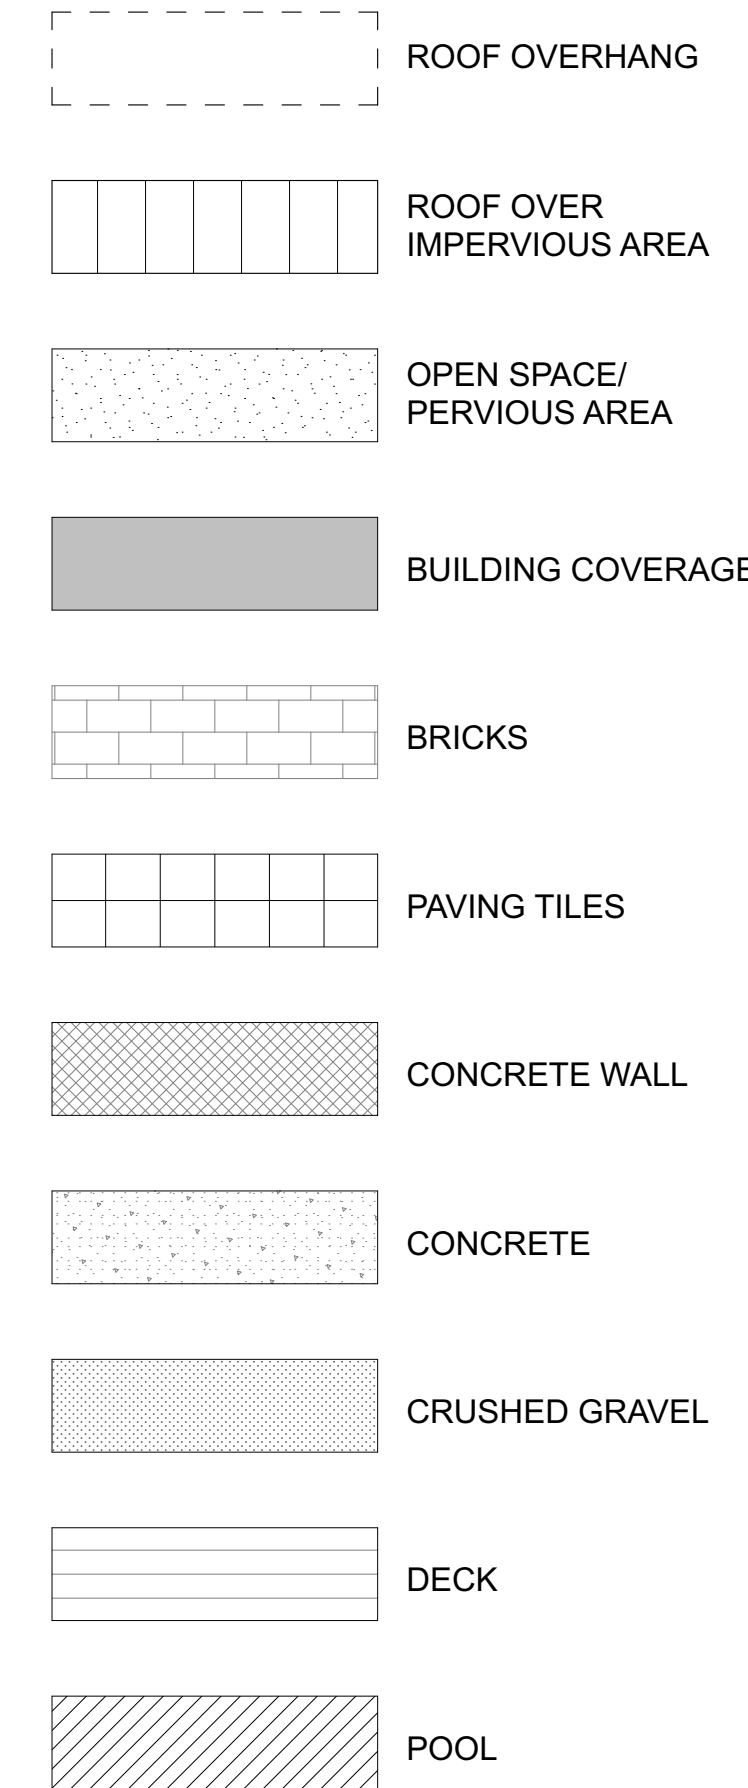 ROOF OVERHANG
ROOF OVER
IMPERVIOUS AREA
OPEN SPACE/
PERVIOUS AREA
BUILDING COVERAGE
BRICKS
PAVING TILES
CONCRETE WALL
CONCRETE
CRUSHED GRAVEL
DECK
POOL